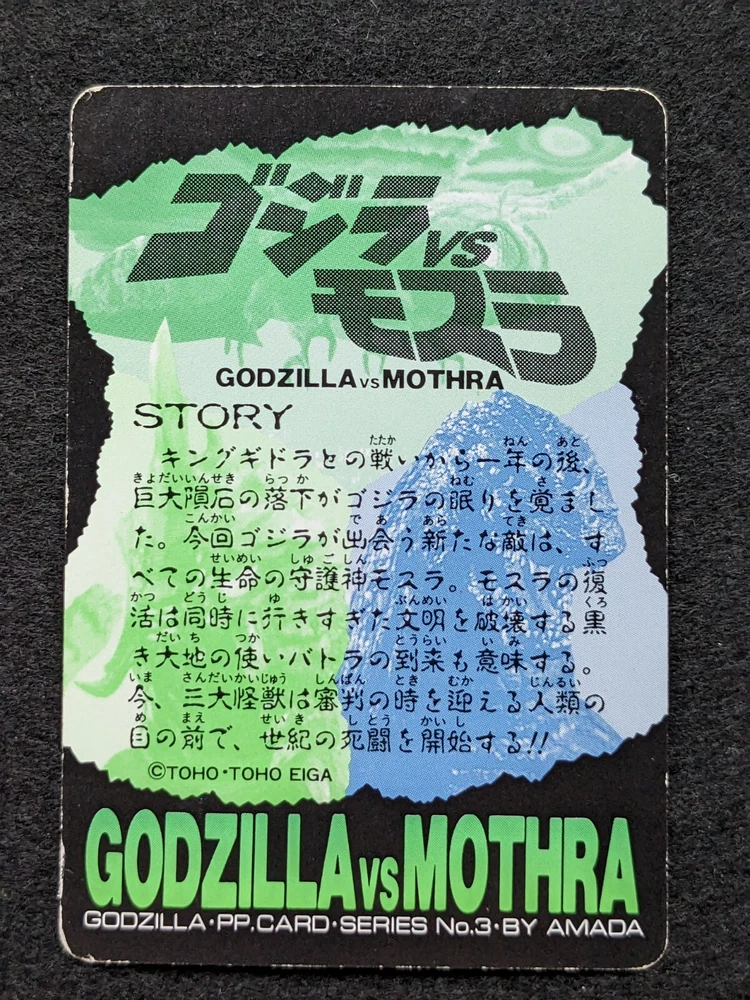 ゴジラVS
モスラ
GODZILLA VS MOTHRA
STORY
キングギドラとの戦いから一年の後、
巨大隕石の落下がゴジラの眠りを覚まし
た。今回ゴジラが出会う新たな敵は、す
べての生命の守護神モスラ。モスラの復
活は同時に行きすぎた文明を破壊する黒
き大地の使いバトラの到来も意味する。
今、三大怪獣は審判の時を迎える人類の
目の前で、世紀の死闘を開始する!!
©TOHO・TOHO EIGA
GODZILLA VS MOTHRA
GODZILLA・PP.CARD・SERIES No.3・BY AMADA